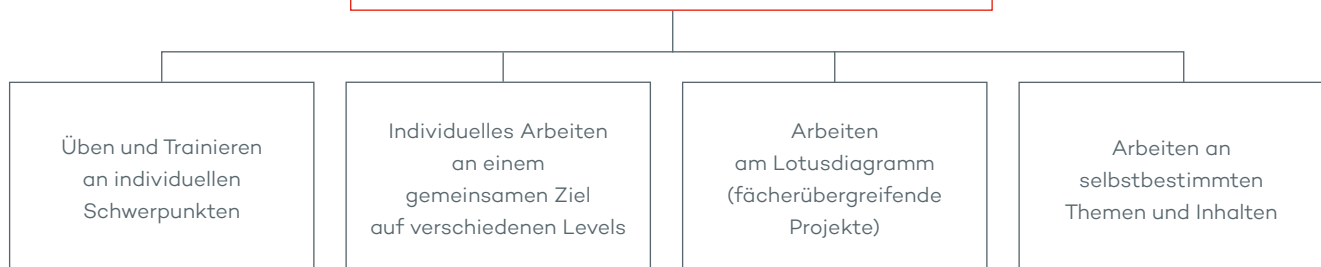 Üben und Trainieren
an individuellen
Schwerpunkten
Individuelles Arbeiten
an einem
gemeinsamen Ziel
auf verschiedenen Levels
Arbeiten
am Lotusdiagramm
(fächerübergreifende
Projekte)
Arbeiten an
selbstbestimmten
Themen und Inhalten